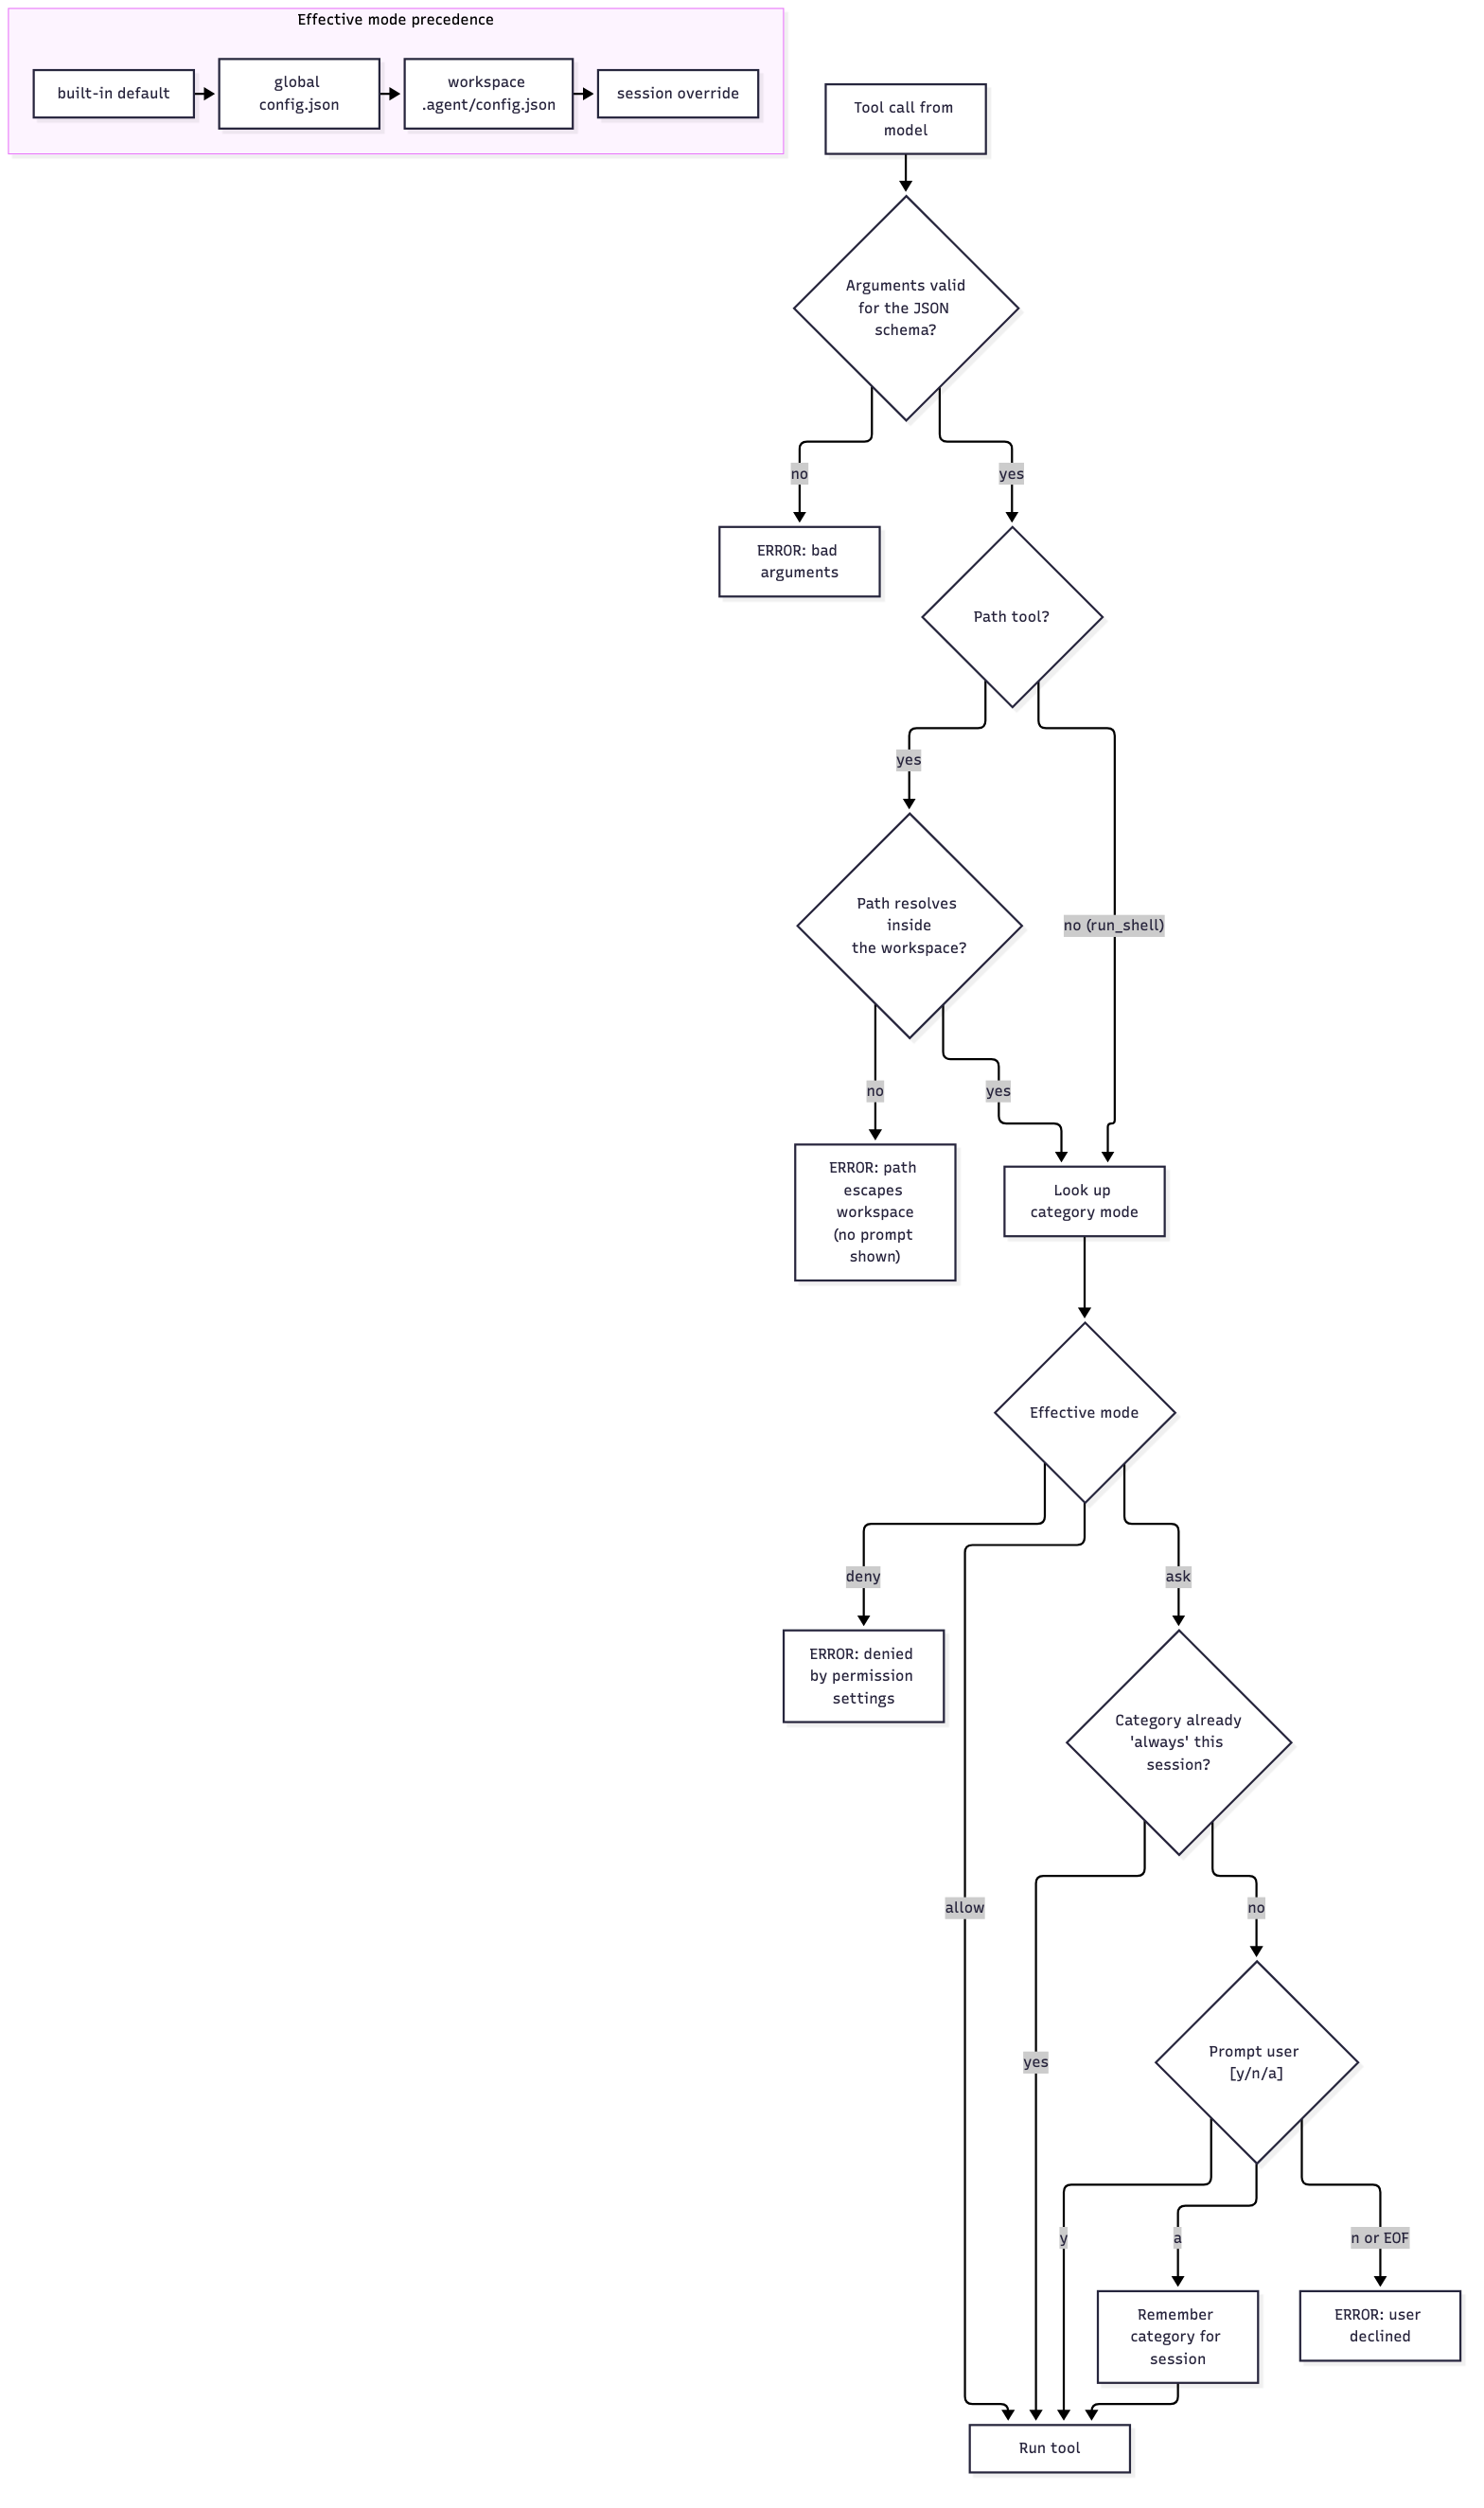 Effective mode precedence
built-in default
global
config.json
workspace
.agent/config.json
session override
Tool call from
model
Arguments valid
for the JSON
schema?
no
yes
ERROR: bad
arguments
Path tool?
yes
no (run_shell)
Path resolves
inside
the workspace?
no
yes
ERROR: path
escapes
workspace
(no prompt
shown)
Look up
category mode
Effective mode
deny
ask
ERROR: denied
by permission
settings
Category already
'always' this
session?
allow
no
yes
Prompt user
[y/n/a]
y
a
n or EOF
Remember
category for
session
ERROR: user
declined
Run tool